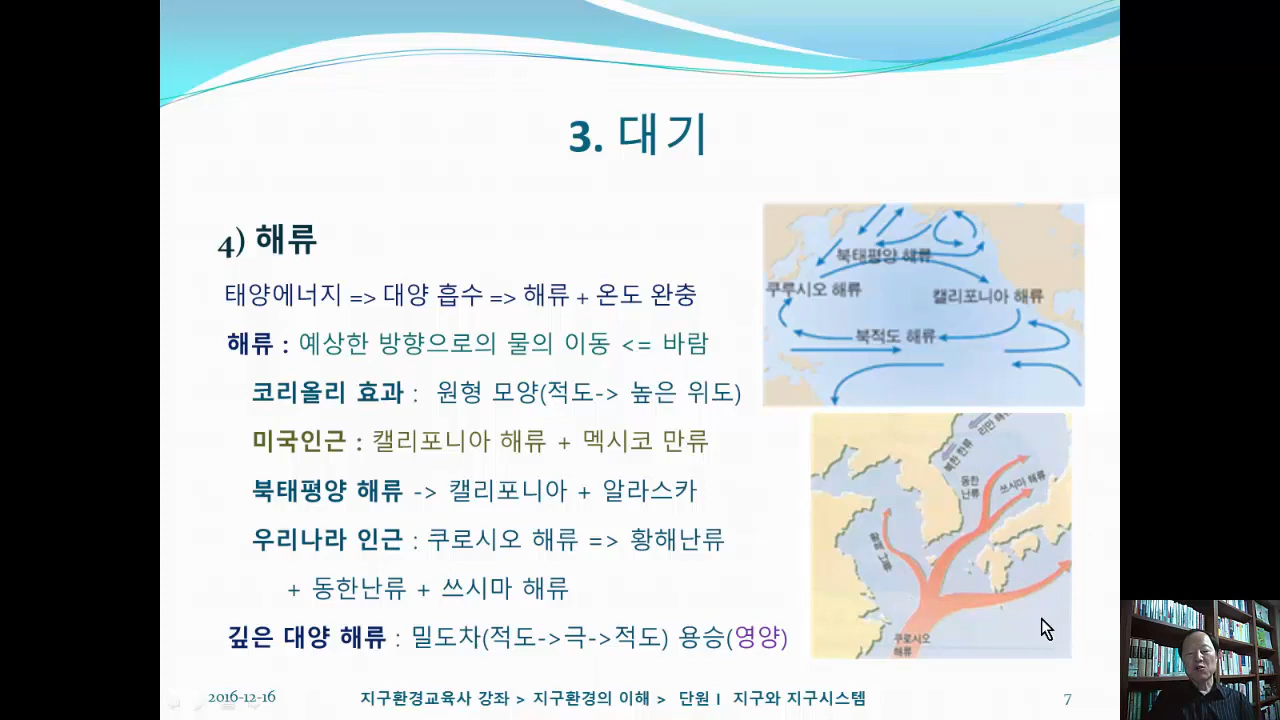 3. 대기
4) 해류
태양에너지 => 대양 흡수 => 해류 + 온도 완충
해류 : 예상한 방향으로의 물의 이동 <= 바람
코리올리 효과 : 원형 모양(적도-> 높은 위도)
미국인근 : 캘리포니아 해류 + 멕시코 만류
북태평양 해류 -> 캘리포니아 + 알라스카
우리나라 인근 : 쿠로시오 해류 => 황해난류
+ 동한난류 + 쓰시마 해류
깊은 대양 해류 : 밀도차(적도->극->적도) 용승(영양)
북태평양 해류
쿠루시오 해류
캘리포니아 해류
북적도 해류
북한 한류
동한
난류
쓰시마 해류
황해 난류
쿠로시오
해류
2016-12-16
지구환경교육사 강좌 > 지구환경의 이해 > 단원 I 지구와 지구시스템
7